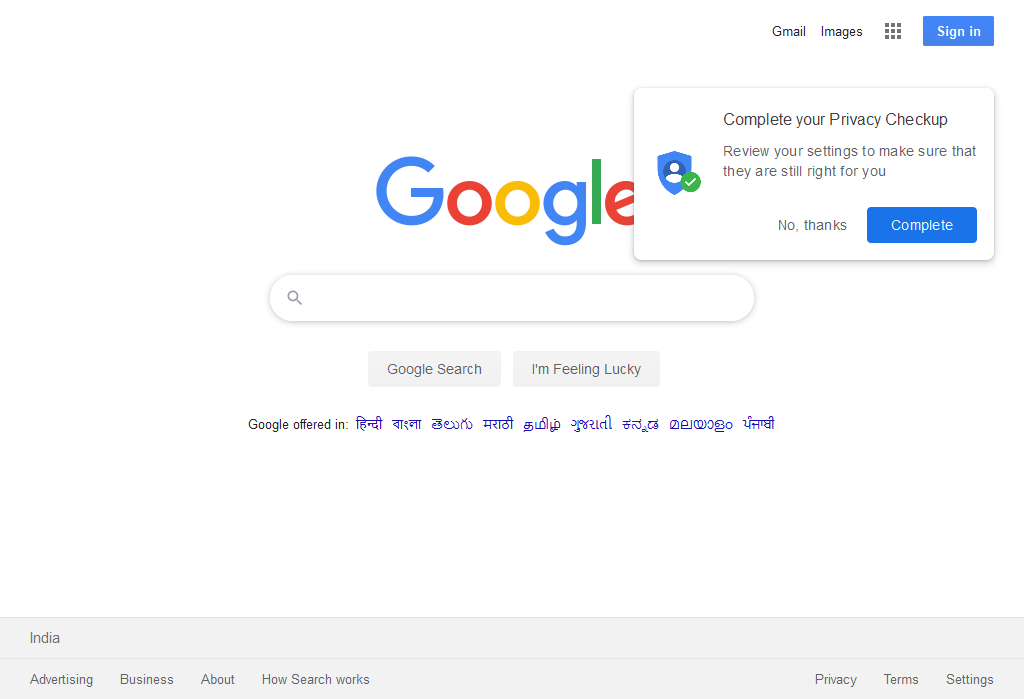 Gmail Images Sign in
Complete your Privacy Checkup
Review your settings to make sure that
they are still right for you
No, thanks Complete
Google
Google Search I'm Feeling Lucky
Google offered in: हिन्दी বাংলা తెలుగు मराठी தமிழ் ગુજરાતી ಕನ್ನಡ മലയാളം ਪੰਜਾਬੀ
India
Advertising Business About How Search works Privacy Terms Settings